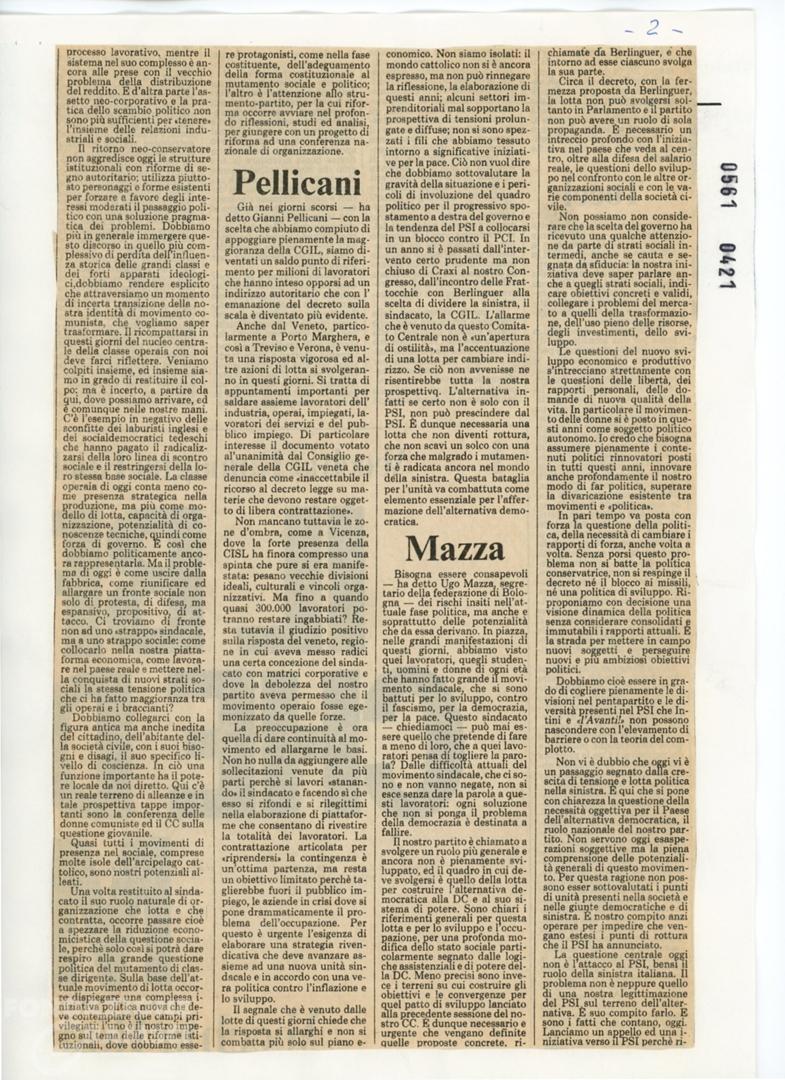 - 2 -
processo lavorativo, mentre il
sistema nel suo complesso è an-
cora alle prese con il vecchio
problema della distribuzione
del reddito. E d'altra parte l'as-
setto neo-corporativo e la pra-
tica dello scambio politico non
sono più sufficienti per «tenere»
l'insieme delle relazioni indu-
striali e sociali.
Il ritorno neo-conservatore
non aggredisce oggi le strutture
istituzionali con riforme di se-
gno autoritario; utilizza piutto-
sto personaggi e forme esistenti
per forzare a favore degli inte-
ressi moderati il passaggio poli-
tico con una soluzione pragma-
tica dei problemi. Dobbiamo
più in generale immergere que-
sto discorso in quello più com-
plessivo di perdita dell'influen-
za storica delle grandi classi e
dei forti apparati ideologi-
ci,dobbiamo rendere esplicito
che attraversiamo un momento
di incerta transizione della no-
stra identità di movimento co-
munista, che vogliamo saper
trasformare. Il ricompattarsi in
questi giorni del nucleo centra-
le della classe operaia con noi
deve farci riflettere. Veniamo
colpiti insieme, ed insieme sia-
mo in grado di restituire il col-
po; ma è incerto, a partire da
qui, dove possiamo arrivare, ed
è comunque nelle nostre mani.
C'è l'esempio in negativo delle
sconfitte dei laburisti inglesi e
dei socialdemocratici tedeschi
che hanno pagato il radicaliz-
zarsi della loro linea di scontro
sociale e il restringersi della lo-
ro stessa base sociale. La classe
operaia di oggi conta meno co-
me presenza strategica nella
produzione, ma più come mo-
dello di lotta, capacità di orga-
nizzazione, potenzialità di co-
noscenze tecniche, quindi come
forza di governo. È così che
dobbiamo politicamente anco-
ra rappresentarla. Ma il proble-
ma di oggi è come uscire dalla
fabbrica, come riunificare ed
allargare un fronte sociale non
solo di protesta, di difesa, ma
espansivo, propositivo, di at-
tacco. Ci troviamo di fronte
non ad uno «strappo» sindacale,
ma a uno strappo sociale: come
collocarlo nella nostra piatta-
forma economica, come lavora-
re nel paese reale e mettere nel-
la conquista di nuovi strati so-
ciali la stessa tensione politica
che ci ha fatto maggioranza tra
gli operai e i braccianti?
Dobbiamo collegarci con la
figura antica ma anche inedita
del cittadino, dell'abitante del-
la società civile, con i suoi biso-
gni e disagi, il suo specifico li-
vello di coscienza. In ciò una
funzione importante ha il pote-
re locale da noi diretto. Qui c'è
un reale terreno di alleanze e in
tale prospettiva tappe impor-
tanti sono la conferenza delle
donne comuniste ed il CC sulla
questione giovanile.
Quasi tutti i movimenti di
presenza nel sociale, comprese
molte isole dell'arcipelago cat-
tolico, sono nostri potenziali al-
leati.
Una volta restituito al sinda-
cato il suo ruolo naturale di or-
ganizzazione che lotta e che
contratta, occorre passare cioè
a spezzare la riduzione econo-
micistica della questione socia-
le, perché solo così si potrà dare
respiro alla grande questione
politica del mutamento di clas-
se dirigente. Sulla base dell'at-
tuale movimento di lotta occor-
re dispiegare una complessa i-
niziativa politica nuova che de-
ve contemplare due campi pri-
vilegiati: l'uno è il nostro impe-
gno sul tema delle riforme isti-
tuzionali, dove dobbiamo esse-
re protagonisti, come nella fase
costituente, dell'adeguamento
della forma costituzionale al
mutamento sociale e politico;
l'altro è l'attenzione allo stru-
mento-partito, per la cui rifor-
ma occorre avviare nel profon-
do riflessioni, studi ed analisi,
per giungere con un progetto di
riforma ad una conferenza na-
zionale di organizzazione.
Pellicani
Già nei giorni scorsi — ha
detto Gianni Pellicani — con la
scelta che abbiamo compiuto di
appoggiare pienamente la mag-
gioranza della CGIL, siamo di-
ventati un saldo punto di riferi-
mento per milioni di lavoratori
che hanno inteso opporsi ad un
indirizzo autoritario che con l'
emanazione del decreto sulla
scala è diventato più evidente.
Anche dal Veneto, partico-
larmente a Porto Marghera, e
così a Treviso e Verona, è venu-
ta una risposta vigorosa ed al-
tre azioni di lotta si svolgeran-
no in questi giorni. Si tratta di
appuntamenti importanti per
saldare assieme lavoratori dell'
industria, operai, impiegati, la-
voratori dei servizi e del pub-
blico impiego. Di particolare
interesse il documento votato
al'unanimità dal Consiglio ge-
nerale della CGIL veneta che
denuncia come «inaccettabile il
ricorso al decreto legge su mate-
rie che devono restare ogget-
to di libera contrattazione».
Non mancano tuttavia le zo-
ne d'ombra, come a Vicenza,
dove la forte presenza della
CISL ha finora compresso una
spinta che pure si era manife-
stata: pesano vecchie divisioni
ideali, culturali e vincoli orga-
nizzativi. Ma fino a quando
quasi 300.000 lavoratori po-
tranno restare ingabbiati? Re-
sta tutavia il giudizio positivo
sulla risposta del veneto, regio-
ne in cui aveva messo radici
una certa concezione del sinda-
cato con matrici corporative e
dove la debolezza del nostro
partito aveva permesso che il
movimento operaio fosse ege-
monizzato da quelle forze.
La preoccupazione è ora
quella di dare continuità al mo-
vimento ed allargarne le basi.
Non ho nulla da aggiungere alle
sollecitazioni venute da più
parti perché si lavori «stanan-
do» il sindacato e facendo sì che
esso si rifondi e si rilegittimi
nella elaborazione di piattafor-
me che consentano di rivestire
la totalità dei lavoratori. La
contrattazione articolata per
«riprendersi» la contingenza è
un'ottima partenza, ma resta
un obiettivo limitato perché ta-
glierebbe fuori il pubblico im-
piego, le aziende in crisi dove si
pone drammaticamente il pro-
blema dell'occupazione. Per
questo è urgente l'esigenza di
elaborare una strategia riven-
dicativa che deve avanzare as-
sieme ad una nuova unità sin-
dacale e in accordo con una ve-
ra politica contro l'inflazione e
lo sviluppo.
Il segnale che è venuto dalle
lotte di questi giorni chiede che
la risposta si allarghi e non si
combatta più solo sul piano e-
conomico. Non siamo isolati: il
mondo cattolico non si è ancora
espresso, ma non può rinnegare
la riflessione, la elaborazione di
questi anni; alcuni settori im-
prenditoriali mal sopportano la
prospettiva di tensioni prolun-
gate e diffuse; non si sono spez-
zati i fili che abbiamo tessuto
intorno a significative iniziati-
ve per la pace. Ciò non vuol dire
che dobbiamo sottovalutare la
gravità della situazione e i peri-
coli di involuzione del quadro
politico per il progressivo spo-
stamento a destra del governo e
la tendenza del PSI a collocarsi
in un blocco contro il PCI. In
un anno si è passati dall'inter-
vento certo prudente ma non
chiuso di Craxi al nostro Con-
gresso, dall'incontro delle Frat-
tocchie con Berlinguer alla
scelta di dividere la sinistra, il
sindacato, la CGIL. L'allarme
che è venuto da questo Comita-
to Centrale non è «un'apertura
di ostilità», ma l'accentuazione
di una lotta per cambiare indi-
rizzo. Se ciò non avvenisse ne
risentirebbe tutta la nostra
prospettivq. L'alternativa in-
fatti se certo non è solo con il
PSI, non può prescindere dal
PSI. È dunque necessaria una
lotta che non diventi rottura,
che non scavi un solco con una
forza che malgrado i mutamen-
ti è radicata ancora nel mondo
della sinistra. Questa battaglia
per l'unità va combattuta come
elemento essenziale per l'affer-
mazione dell'alternativa demo-
cratica.
Mazza
Bisogna essere consapevoli
— ha detto Ugo Mazza, segre-
tario della federazione di Bolo-
gna — dei rischi insiti nell'at-
tuale fase politica, ma anche e
soprattutto delle potenzialità
che da essa derivano. In piazza,
nelle grandi manifestazioni di
questi giorni, abbiamo visto
quei lavoratori, quegli studen-
ti, uomini e donne di ogni età
che hanno fatto grande il movi-
mento sindacale, che si sono
battuti per lo sviluppo, contro
il fascismo, per la democrazia,
per la pace. Questo sindacato
— chiediamoci — può mai es-
sere quello che pretende di fare
a meno di loro, che a quei lavo-
ratori pensa di togliere la paro-
la? Dalle difficoltà attuali del
movimento sindacale, che ci so-
no e non vanno negate, non si
esce senza dare la parola a que-
sti lavoratori: ogni soluzione
che non si ponga il problema
della democrazia è destinata a
fallire.
Il nostro partito è chiamato a
svolgere un ruolo più generale e
ancora non è pienamente svi-
luppato, ed il quadro in cui de-
ve svolgersi è quello della lotta
per costruire l'alternativa de-
mocratica alla DC e al suo si-
stema di potere. Sono chiari i
riferimenti generali per questa
lotta e per lo sviluppo e l'occu-
pazione, per una profonda mo-
difica dello stato sociale parti-
colarmente segnato dalle logi-
che assistenziali e di potere del-
la DC. Meno precisi sono inve-
ce i terreni su cui costruire gli
obiettivi e le convergenze per
quel patto di sviluppo lanciato
alla precedente sessione del no-
stro CC. È dunque necessario e
urgente che vengano definite
quelle proposte concrete, ri-
chiamate da Berlinguer, e che
intorno ad esse ciascuno svolga
la sua parte.
Circa il decreto, con la fer-
mezza proposta da Berlinguer,
la lotta non può svolgersi sol-
tanto in Parlamento e il partito
non può avere un ruolo di sola
propaganda. È necessario un
intreccio profondo con l'inizia-
tiva nel paese che veda al cen-
tro, oltre alla difesa del salario
reale, le questioni dello svilup-
po nel confronto con le altre or-
ganizzazioni sociali e con le va-
rie componenti della società ci-
vile.
Non possiamo non conside-
rare che la scelta del governo ha
ricevuto una qualche attenzio-
ne da parte di strati sociali in-
termedi, anche se cauta e se-
gnata da sfiducia: la nostra ini-
ziativa deve saper parlare an-
che a quegli strati sociali, indi-
care obiettivi concreti e validi,
collegare i problemi del merca-
to a quelli della trasformazio-
ne, dell'uso pieno delle risorse,
degli investimenti, dello svi-
luppo.
Le questioni del nuovo svi-
luppo economico e produttivo
s'intrecciano strettamente con
le questioni delle libertà, dei
rapporti personali, delle do-
mande di nuova qualità della
vita. In particolare il movimen-
to delle donne si è posto in que-
sti anni come soggetto politico
autonomo. Io credo che bisogna
assumere pienamente i con-
tenuti politici rinnovatori posti
in tutti questi anni, innovare
anche profondamente il nostro
modo di far politica, superare
la divaricazione esistente tra
movimenti e «politica».
In pari tempo va posta con
forza la questione della politi-
ca, della necessità di cambiare i
rapporti di forza, anche volta a
volta. Senza porsi questo pro-
blema non si batte la politica
conservatrice, non si respinge il
decreto né il blocco ai missili,
né una politica di sviluppo. Ri-
proponiamo con decisione una
visione dinamica della politica
senza considerare consolidati e
immutabili i rapporti attuali. È
la strada per mettere in campo
nuovi soggetti e perseguire
nuovi e più ambiziosi obiettivi
politici.
Dobbiamo cioè essere in gra-
do di cogliere pienamente le di-
visioni nel pentapartito e le di-
versità presenti nel PSI che In-
tini e «l'Avanti!» non possono
nascondere con l'elevamento di
barriere o con la teoria del com-
plotto.
Non vi è dubbio che oggi vi è
un passaggio segnato dalla cre-
scita di tensione e lotta politica
nella sinistra. È qui che si pone
con chiarezza la questione della
necessità oggettiva per il Paese
dell'alternativa democratica, il
ruolo nazionale del nostro par-
tito. Non servono oggi esaspe-
razioni soggettive ma la piena
comprensione delle potenziali-
tà generali di questo movimen-
to. Per questa ragione non pos-
sono esser sottovalutati i punti
di unità presenti nella società e
nelle giunte democratiche e di
sinistra. È nostro compito anzi
operare per impedire che ven-
gano estesi i punti di rottura
che il PSI ha annunciato.
La questione centrale oggi
non è l'attacco al PSI, bensì il
ruolo della sinistra italiana. Il
problema non è neppure quello
di una nostra legittimazione
del PSI sul terreno dell'alter-
nativa. È suo compito farlo. E
sono i fatti che contano, oggi.
Lanciamo un appello ed una i-
niziativa verso il PSI perché ri-
0561 0421